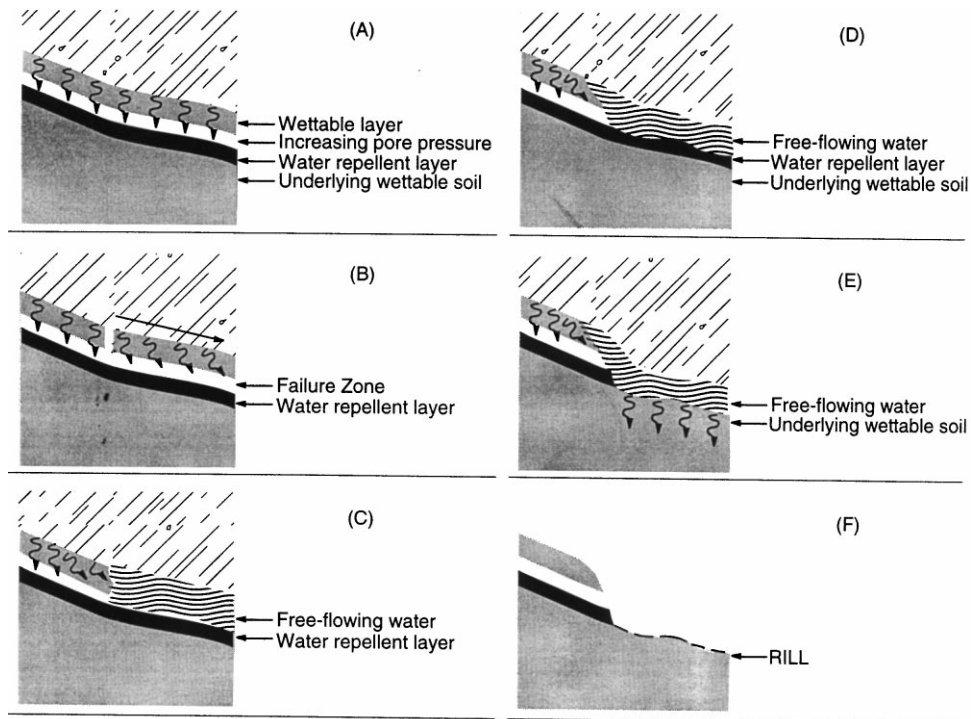 (A)
Wettable layer
Increasing pore pressure
Water repellent layer
Underlying wettable soil
(B)
Failure Zone
Water repellent layer
(C)
Free-flowing water
Water repellent layer
(D)
Free-flowing water
Water repellent layer
Underlying wettable soil
(E)
Free-flowing water
Underlying wettable soil
(F)
RILL